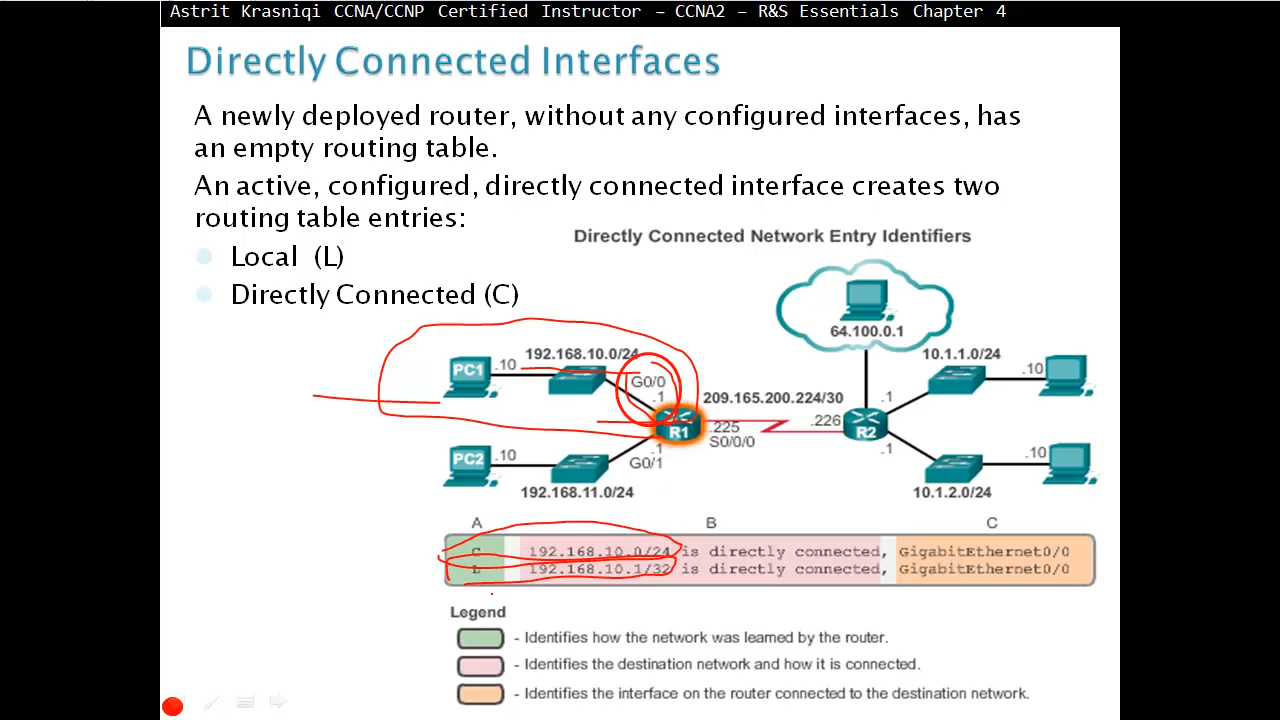 Astrit Krasniqi CCNA/CCNP Certified Instructor – CCNA2 – R&S Essentials Chapter 4
Directly Connected Interfaces
A newly deployed router, without any configured interfaces, has
an empty routing table.
An active, configured, directly connected interface creates two
routing table entries:
Local (L)
Directly Connected (C)
Directly Connected Network Entry Identifiers
64.100.0.1
192.168.10.0/24
10.1.1.0/24
PC1
.10
.10
G0/0
.1
209.165.200.224/30
.1
R1
.225
.226
R2
S0/0/0
.1
G0/1
.1
PC2
.10
.10
192.168.11.0/24
10.1.2.0/24
A
B
C
C 192.168.10.0/24 is directly connected, GigabitEthernet0/0
L 192.168.10.1/32 is directly connected, GigabitEthernet0/0
Legend
- Identifies how the network was learned by the router.
- Identifies the destination network and how it is connected.
- Identifies the interface on the router connected to the destination network.